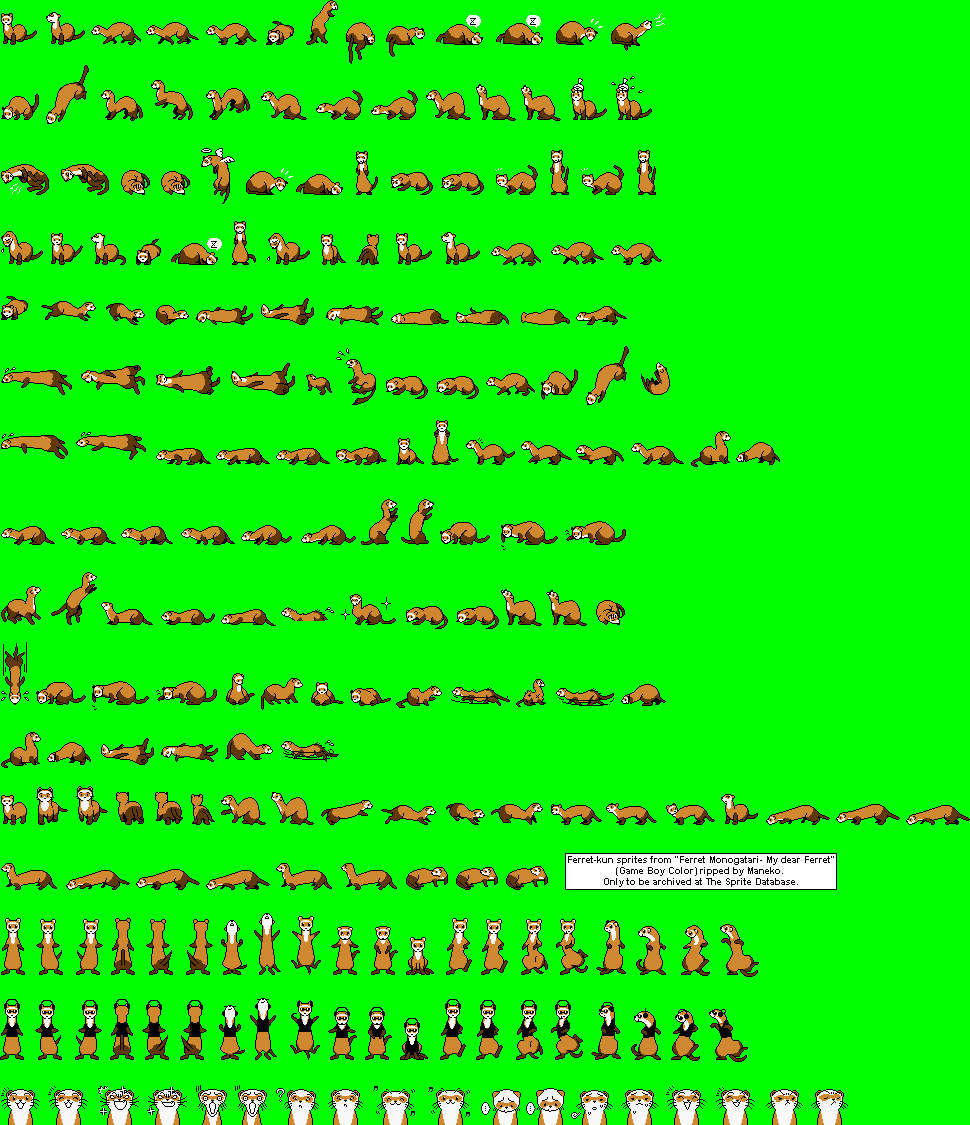 Z
Z
Z
Ferret-kun sprites from "Ferret Monogatari- My dear Ferret"
(Game Boy Color) ripped by Maneko.
Only to be archived at The Sprite Database.
?